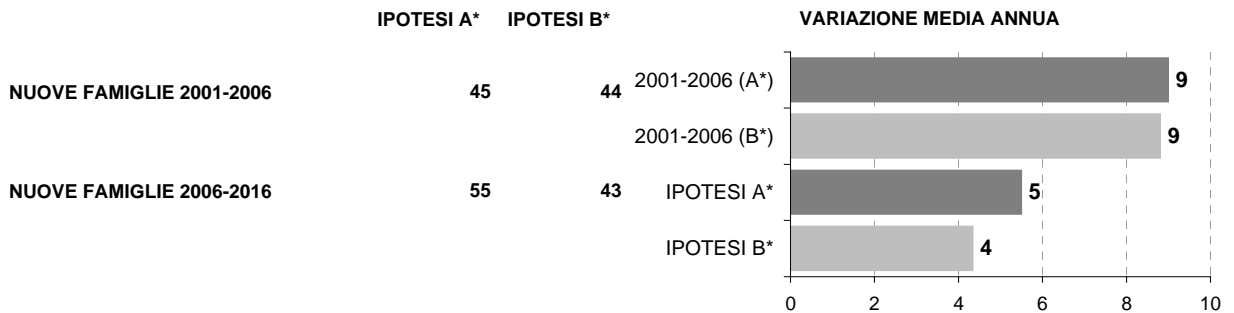 IPOTESI A* IPOTESI B* VARIAZIONE MEDIA ANNUA
NUOVE FAMIGLIE 2001-2006 45 44
NUOVE FAMIGLIE 2006-2016 55 43
2001-2006 (A*) 9
2001-2006 (B*) 9
IPOTESI A* 5
IPOTESI B* 4
0 2 4 6 8 10